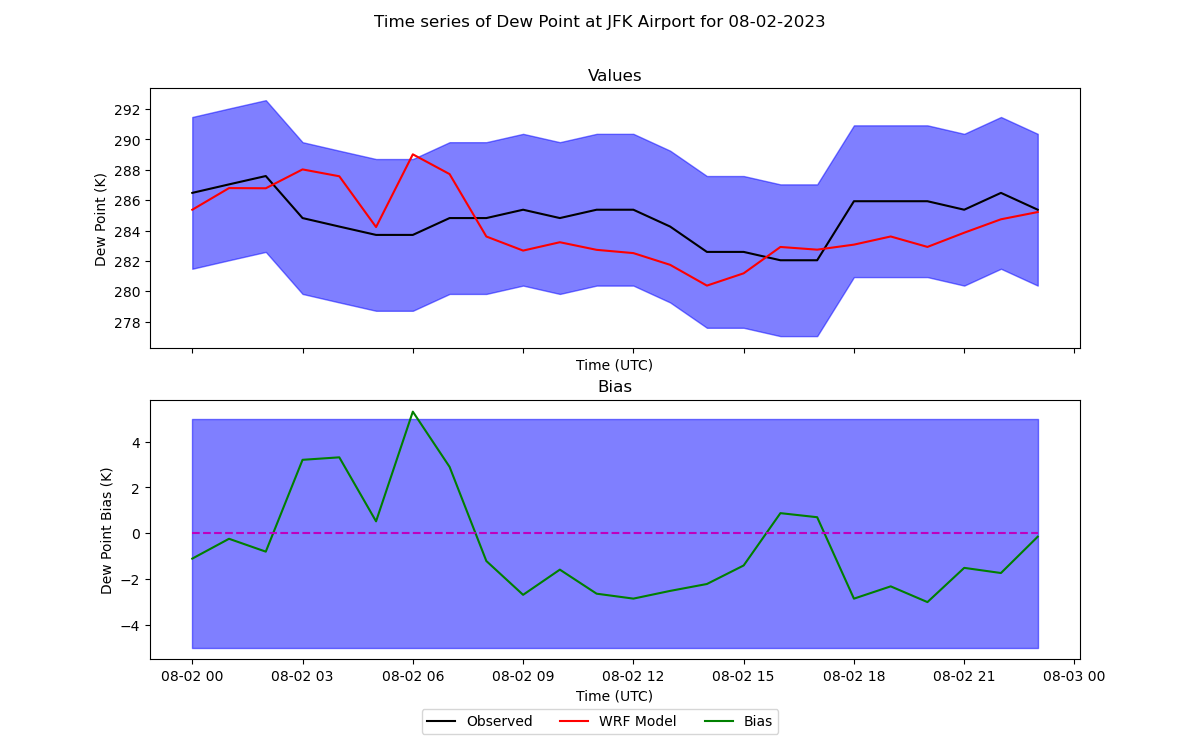 Time series of Dew Point at JFK Airport for 08-02-2023
Values
Dew Point (K)
292
290
288
286
284
282
280
278
Time (UTC)
Bias
Dew Point Bias (K)
4
2
0
−2
−4
08-02 00 08-02 03 08-02 06 08-02 09 08-02 12 08-02 15 08-02 18 08-02 21 08-03 00
Time (UTC)
Observed WRF Model Bias